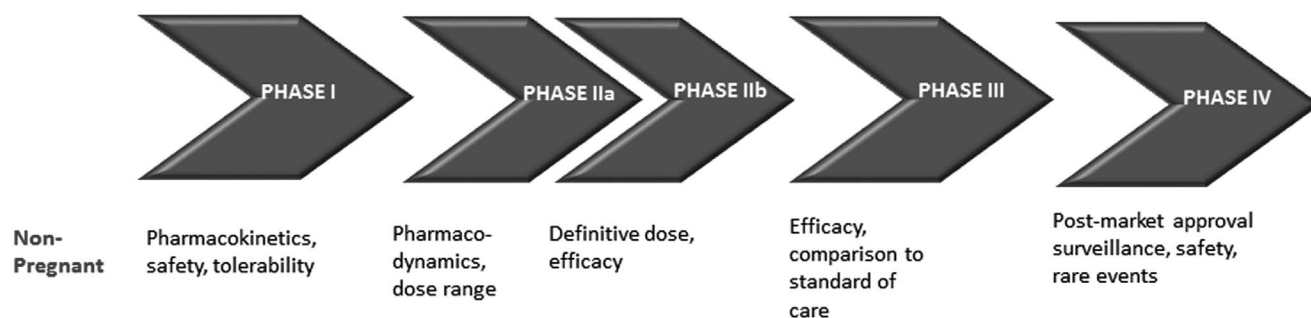 PHASE I
PHASE IIa
PHASE IIb
PHASE III
PHASE IV
Non-
Pregnant
Pharmacokinetics,
safety, tolerability
Pharmaco-
dynamics,
dose range
Definitive dose,
efficacy
Efficacy,
comparison to
standard of
care
Post-market approval
surveillance, safety,
rare events